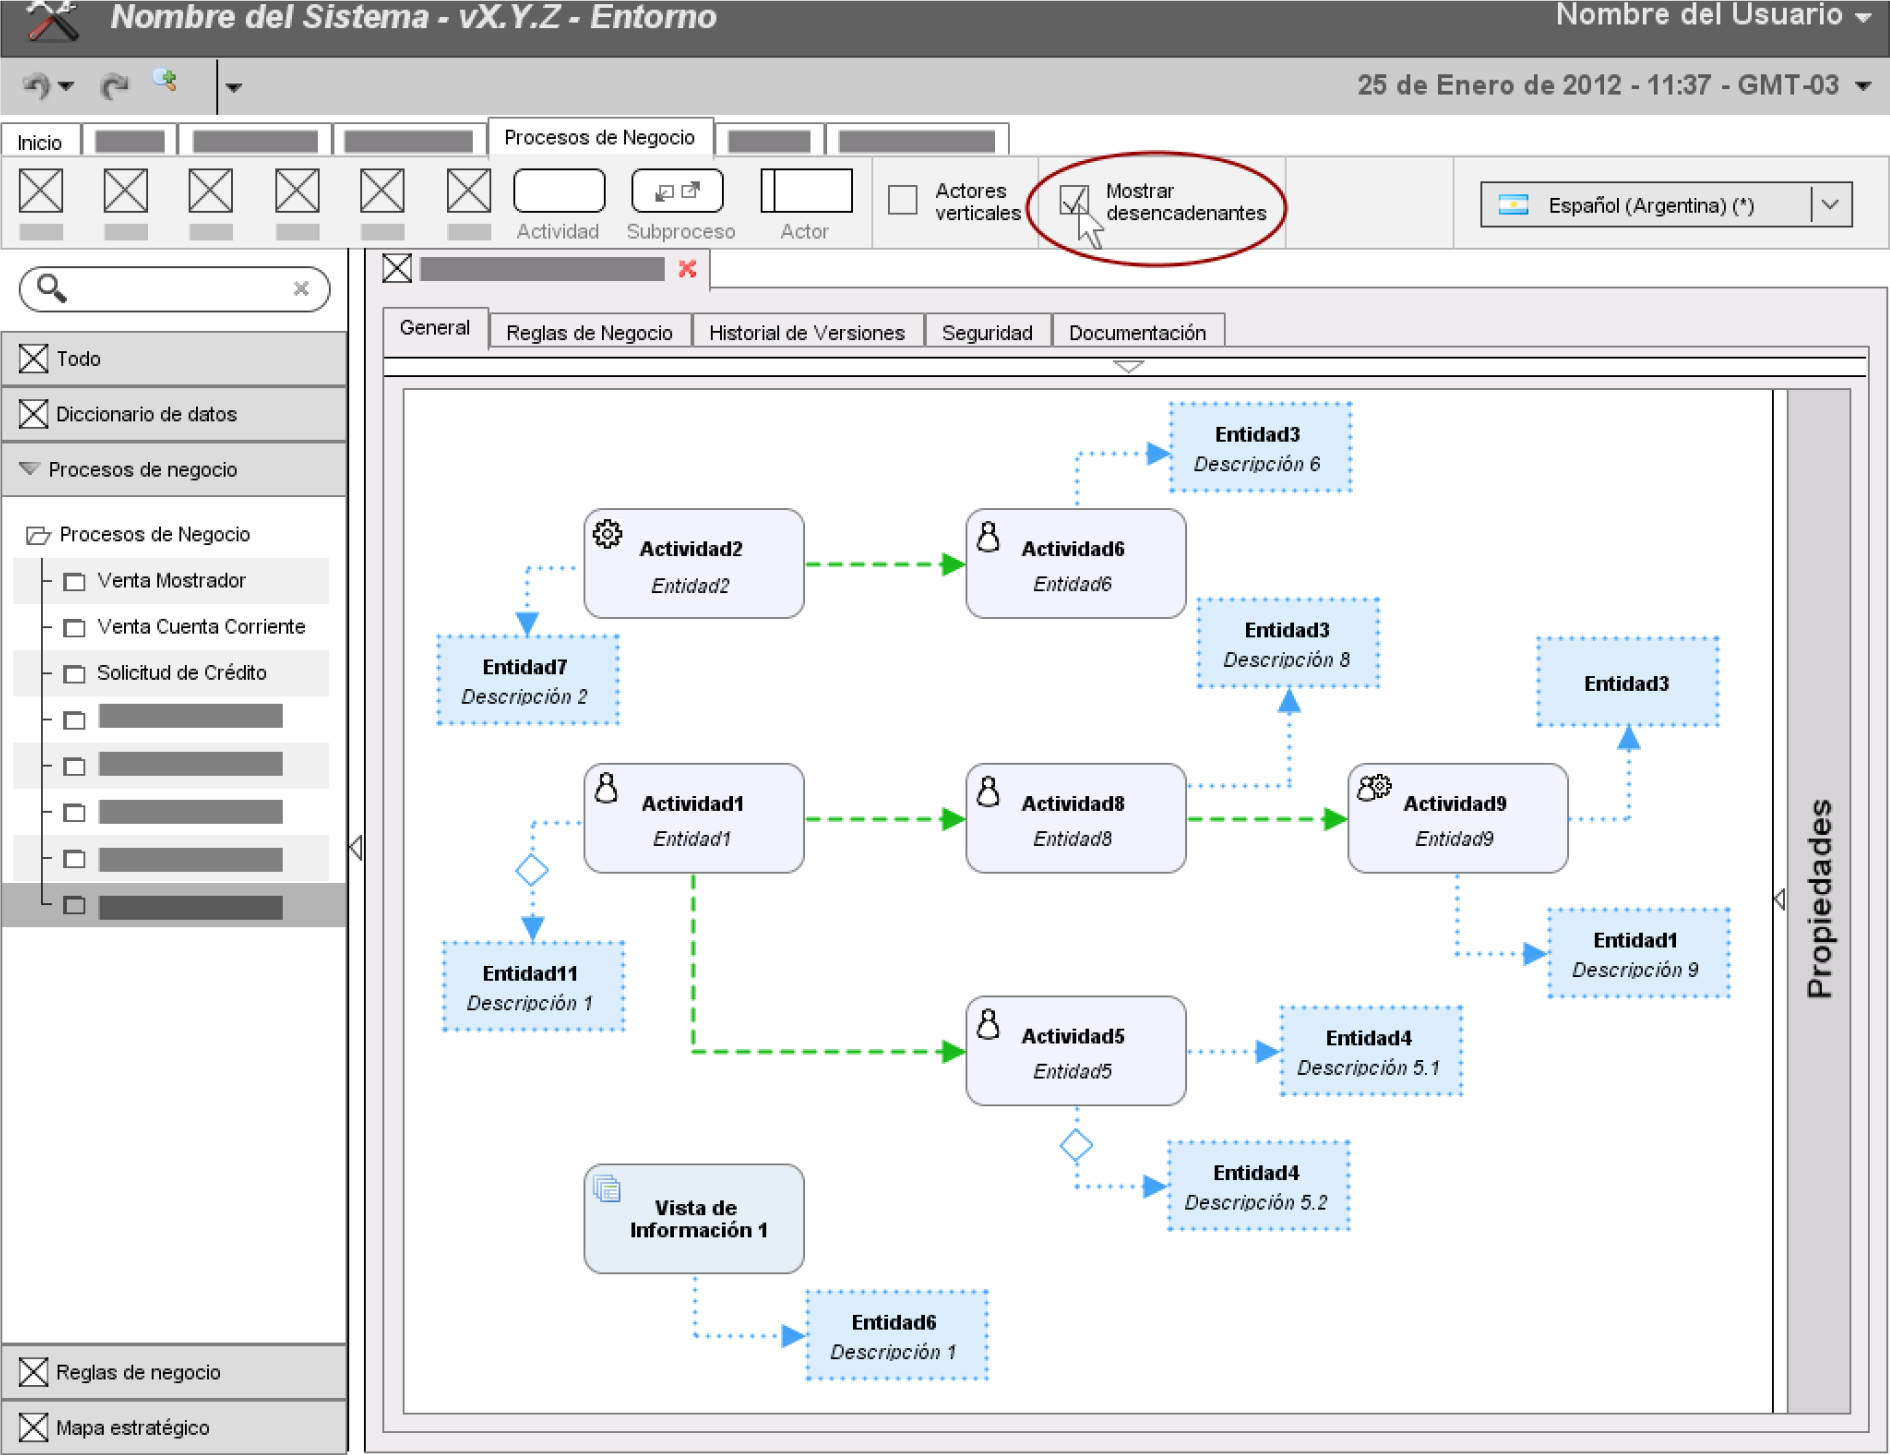 Nombre del Sistema - vX.Y.Z - Entorno
Nombre del Usuario
25 de Enero de 2012 - 11:37 - GMT-03
Inicio
Procesos de Negocio
Actividad
Subproceso
Actor
Actores
verticales
Mostrar
desencadenantes
Español (Argentina) (*)
General
Reglas de Negocio
Historial de Versiones
Seguridad
Documentación
Todo
Diccionario de datos
Procesos de negocio
Procesos de Negocio
Venta Mostrador
Venta Cuenta Corriente
Solicitud de Crédito
Reglas de negocio
Mapa estratégico
Entidad3
Descripción 6
Actividad2
Entidad2
Actividad6
Entidad6
Entidad7
Descripción 2
Entidad3
Descripción 8
Entidad3
Actividad1
Entidad1
Actividad8
Entidad8
Actividad9
Entidad9
Entidad11
Descripción 1
Entidad1
Descripción 9
Actividad5
Entidad5
Entidad4
Descripción 5.1
Entidad4
Descripción 5.2
Vista de
Información 1
Entidad6
Descripción 1
Propiedades